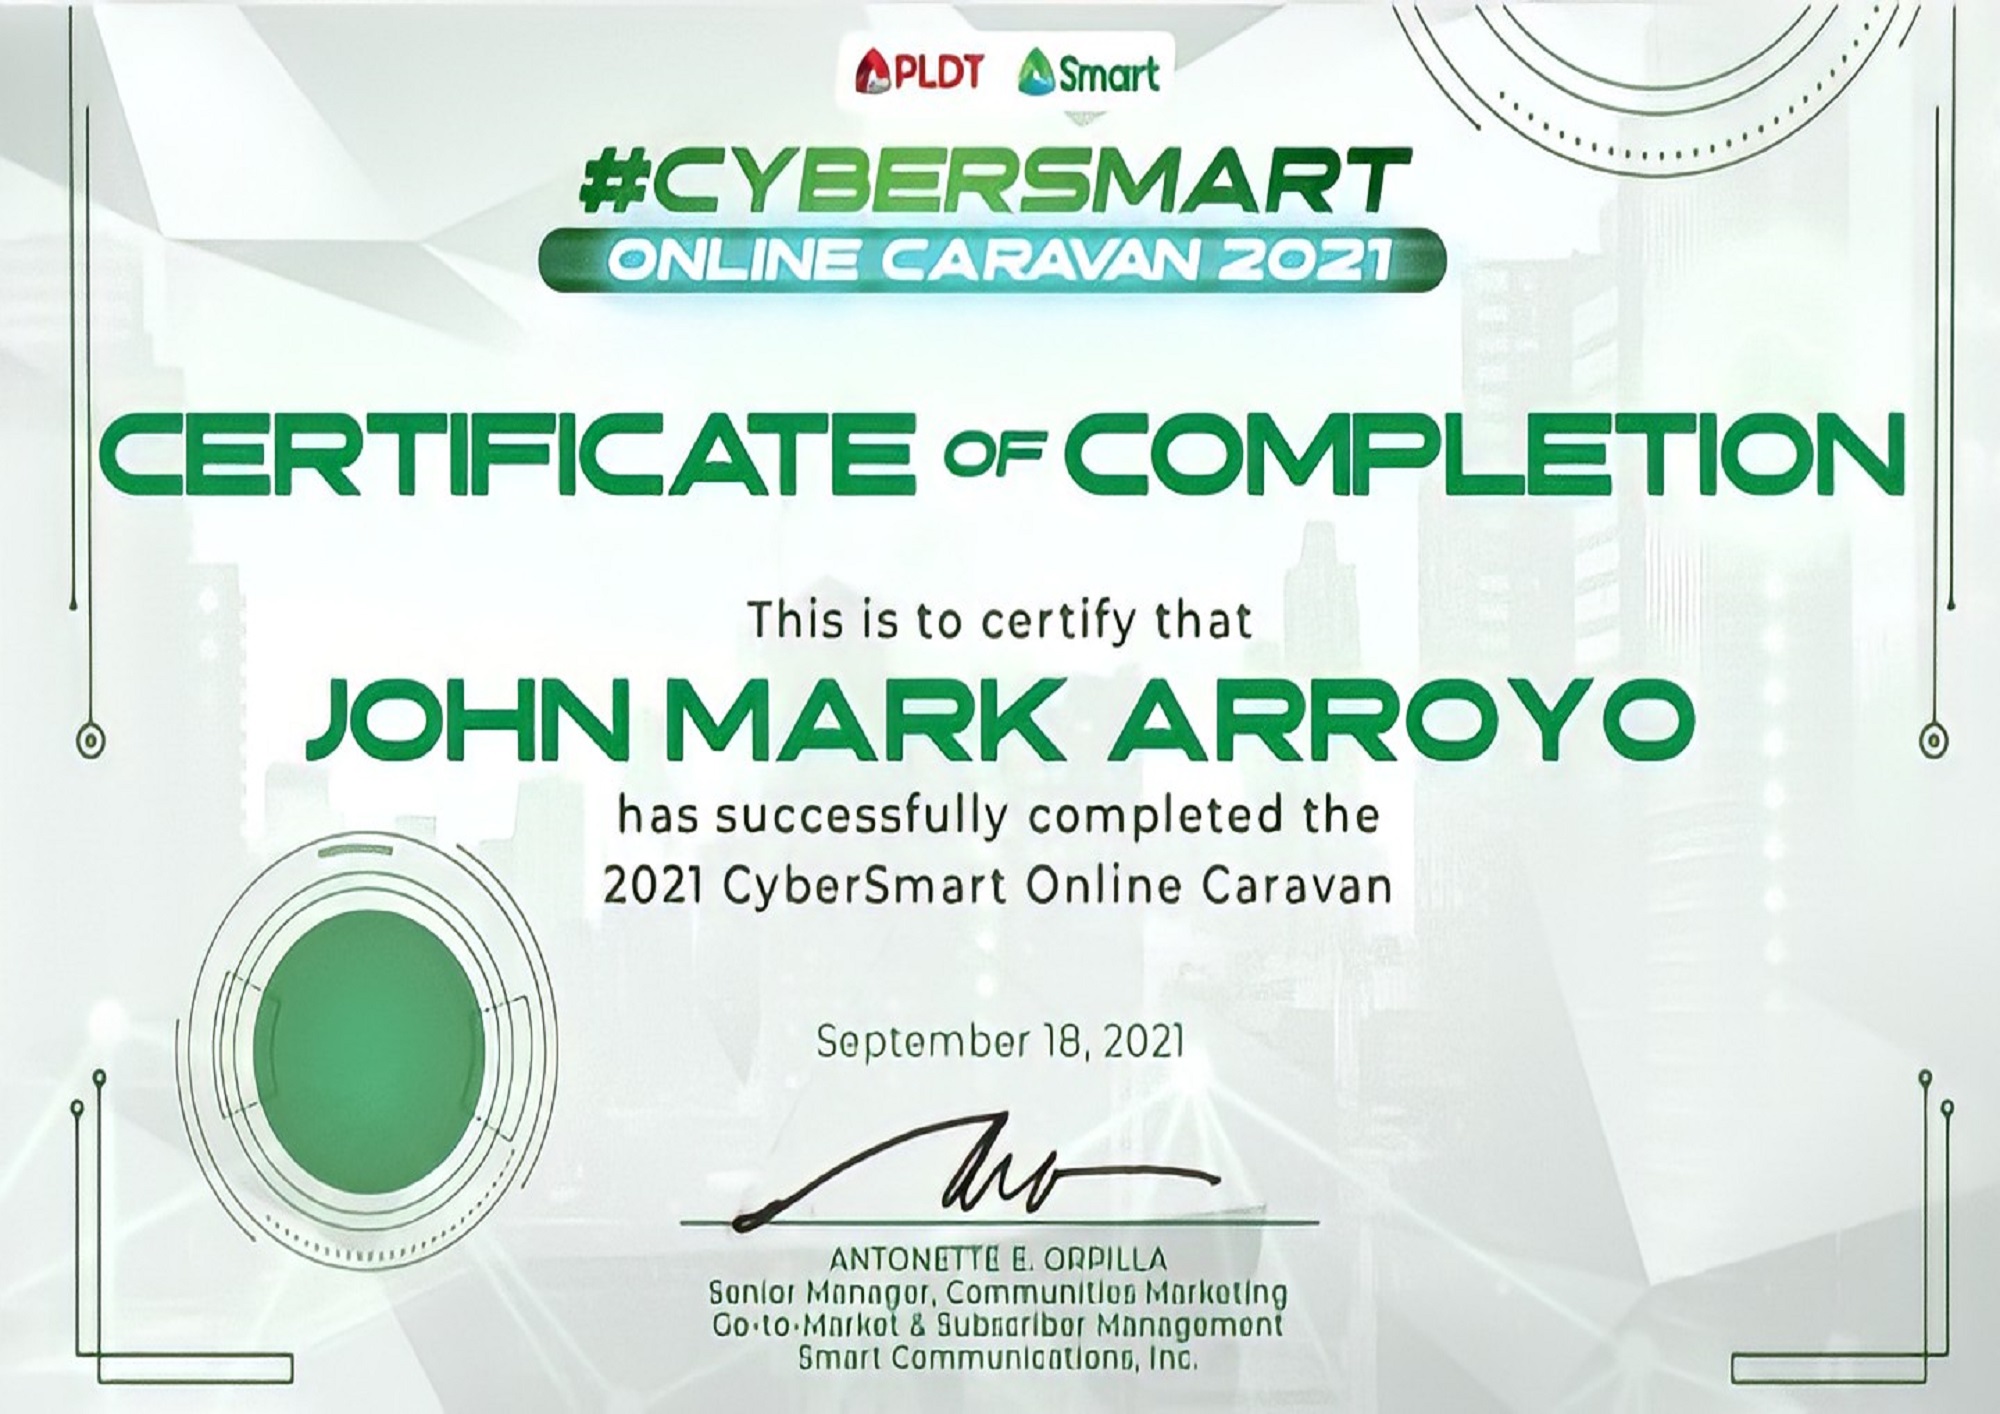 PLDT Smart
#CYBERSMART
ONLINE CARAVAN 2021
CERTIFICATE OF COMPLETION
This is to certify that
JOHN MARK ARROYO
has successfully completed the
2021 CyberSmart Online Caravan
September 18, 2021
ANTONETTE E. ORPILLA
Senior Manager, Communities Marketing
Go-to-Market & Subscriber Management
Smart Communications, Inc.